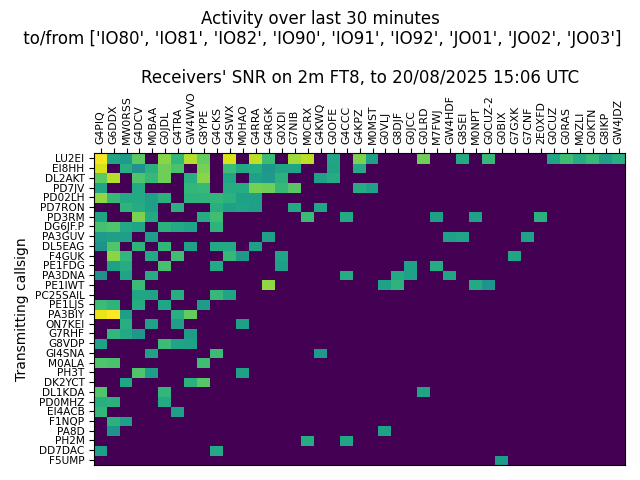 Activity over last 30 minutes
to/from ['IO80', 'IO81', 'IO82', 'IO90', 'IO91', 'IO92', 'JO01', 'JO02', 'JO03']
Receivers' SNR on 2m FT8, to 20/08/2025 15:06 UTC
G4PIQ
G6DDX
MW0RSS
G4DCV
M0BAA
G0JDL
G4TRA
GW4WVO
G8YPE
G4CKS
G4SWX
M0HAO
G4RRA
G4RGK
G0XDI
G7NIB
M0CRX
G4KWQ
G0OFE
G4CCC
G4KPZ
M0MST
G0VLJ
G8DJF
G0JCC
G0LRD
M7FWJ
GW4HDF
G8SEI
M0NPT
G0CUZ-2
G0BIX
G7GXK
G7CNF
2E0XFD
G0CUZ
G0RAS
M0ZLI
G0KTN
G8IKP
GW4JDZ
Transmitting callsign
LU2EI
EI8HH
DL2AKT
PD7JV
PD02LH
PD7RON
PD3RM
DG6JF.P
PA3GUV
DL5EAG
F4GUK
PE1FDG
PA3DNA
PE1IWT
PC25SAIL
PE1LJS
PA3BIY
ON7KEI
G7RHF
G8VDP
GI4SNA
M0ALA
PH3T
DK2YCT
DL1KDA
PD0MHZ
EI4ACB
F1NQP
PA8D
PH2M
DD7DAC
F5UMP